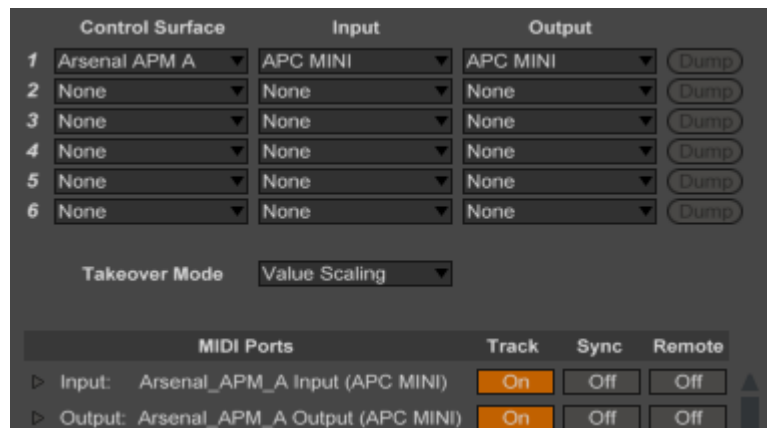 Control Surface Input Output
1 Arsenal APM A APC MINI APC MINI Dump
2 None None None Dump
3 None None None Dump
4 None None None Dump
5 None None None Dump
6 None None None Dump
Takeover Mode Value Scaling
MIDI Ports Track Sync Remote
Input: Arsenal_APM_A Input (APC MINI) On Off Off
Output: Arsenal_APM_A Output (APC MINI) On Off Off